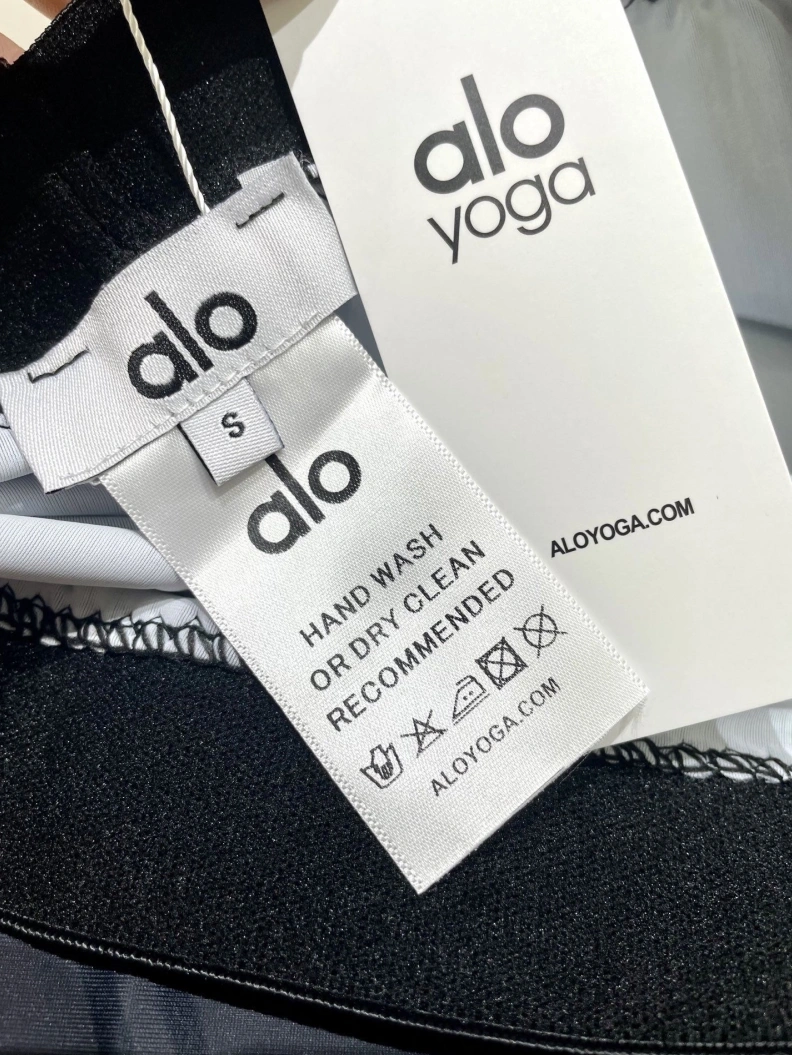 alo
yoga
ALOYOGA.COM
alo
S
alo
HAND WASH
OR DRY CLEAN
RECOMMENDED
ALOYOGA.COM